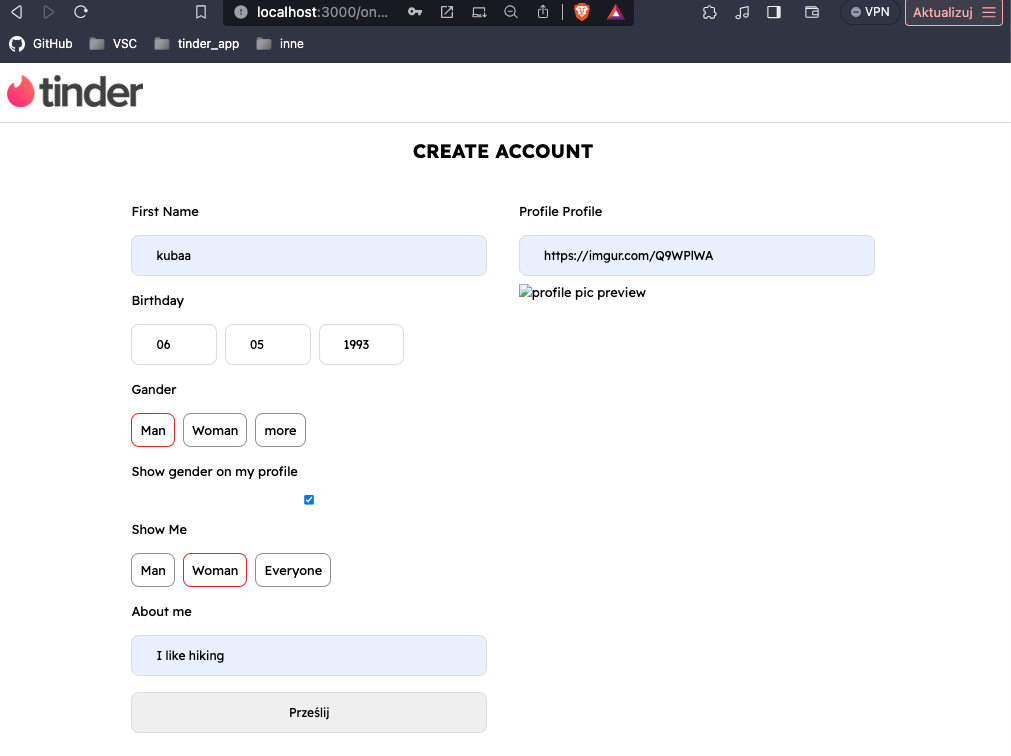 localhost:3000/on...
VPN
Aktualizuj
GitHub
VSC
tinder_app
inne
tinder
CREATE ACCOUNT
First Name
kubaa
Birthday
06 05 1993
Gander
Man Woman more
Show gender on my profile
Show Me
Man Woman Everyone
About me
I like hiking
Prześlij
Profile Profile
https://imgur.com/Q9WPlWA
profile pic preview